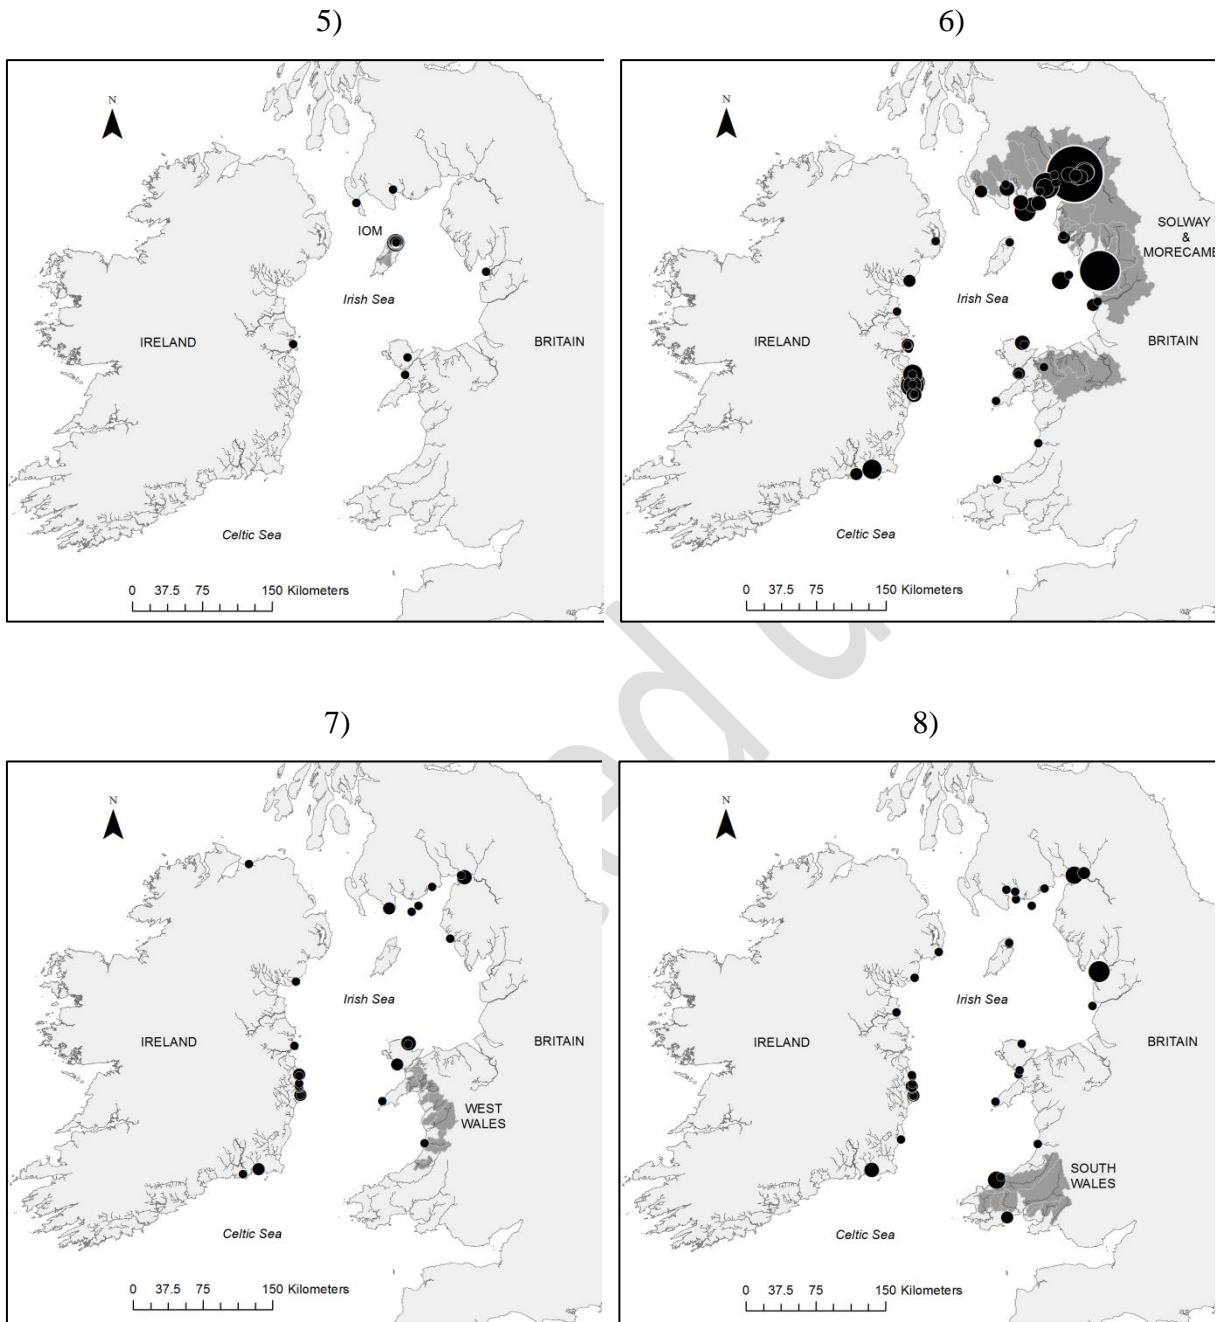 5)
6)
N
IOM
Irish Sea
IRELAND
BRITAIN
Celtic Sea
0 37.5 75 150 Kilometers
N
SOLWAY
&
MORECAMBE
Irish Sea
IRELAND
BRITAIN
Celtic Sea
0 37.5 75 150 Kilometers
7)
8)
N
Irish Sea
IRELAND
BRITAIN
WEST
WALES
Celtic Sea
0 37.5 75 150 Kilometers
N
Irish Sea
IRELAND
BRITAIN
SOUTH
WALES
Celtic Sea
0 37.5 75 150 Kilometers